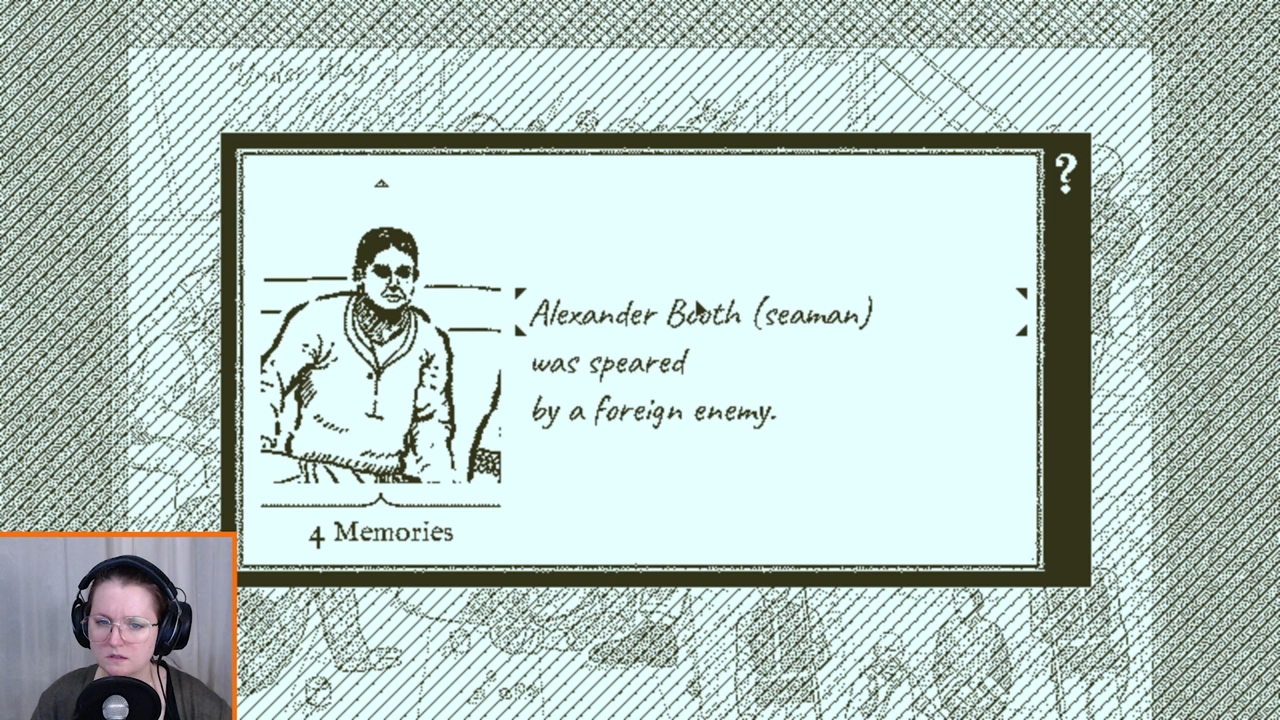 ?
Alexander Booth (seaman)
was speared
by a foreign enemy.
4 Memories